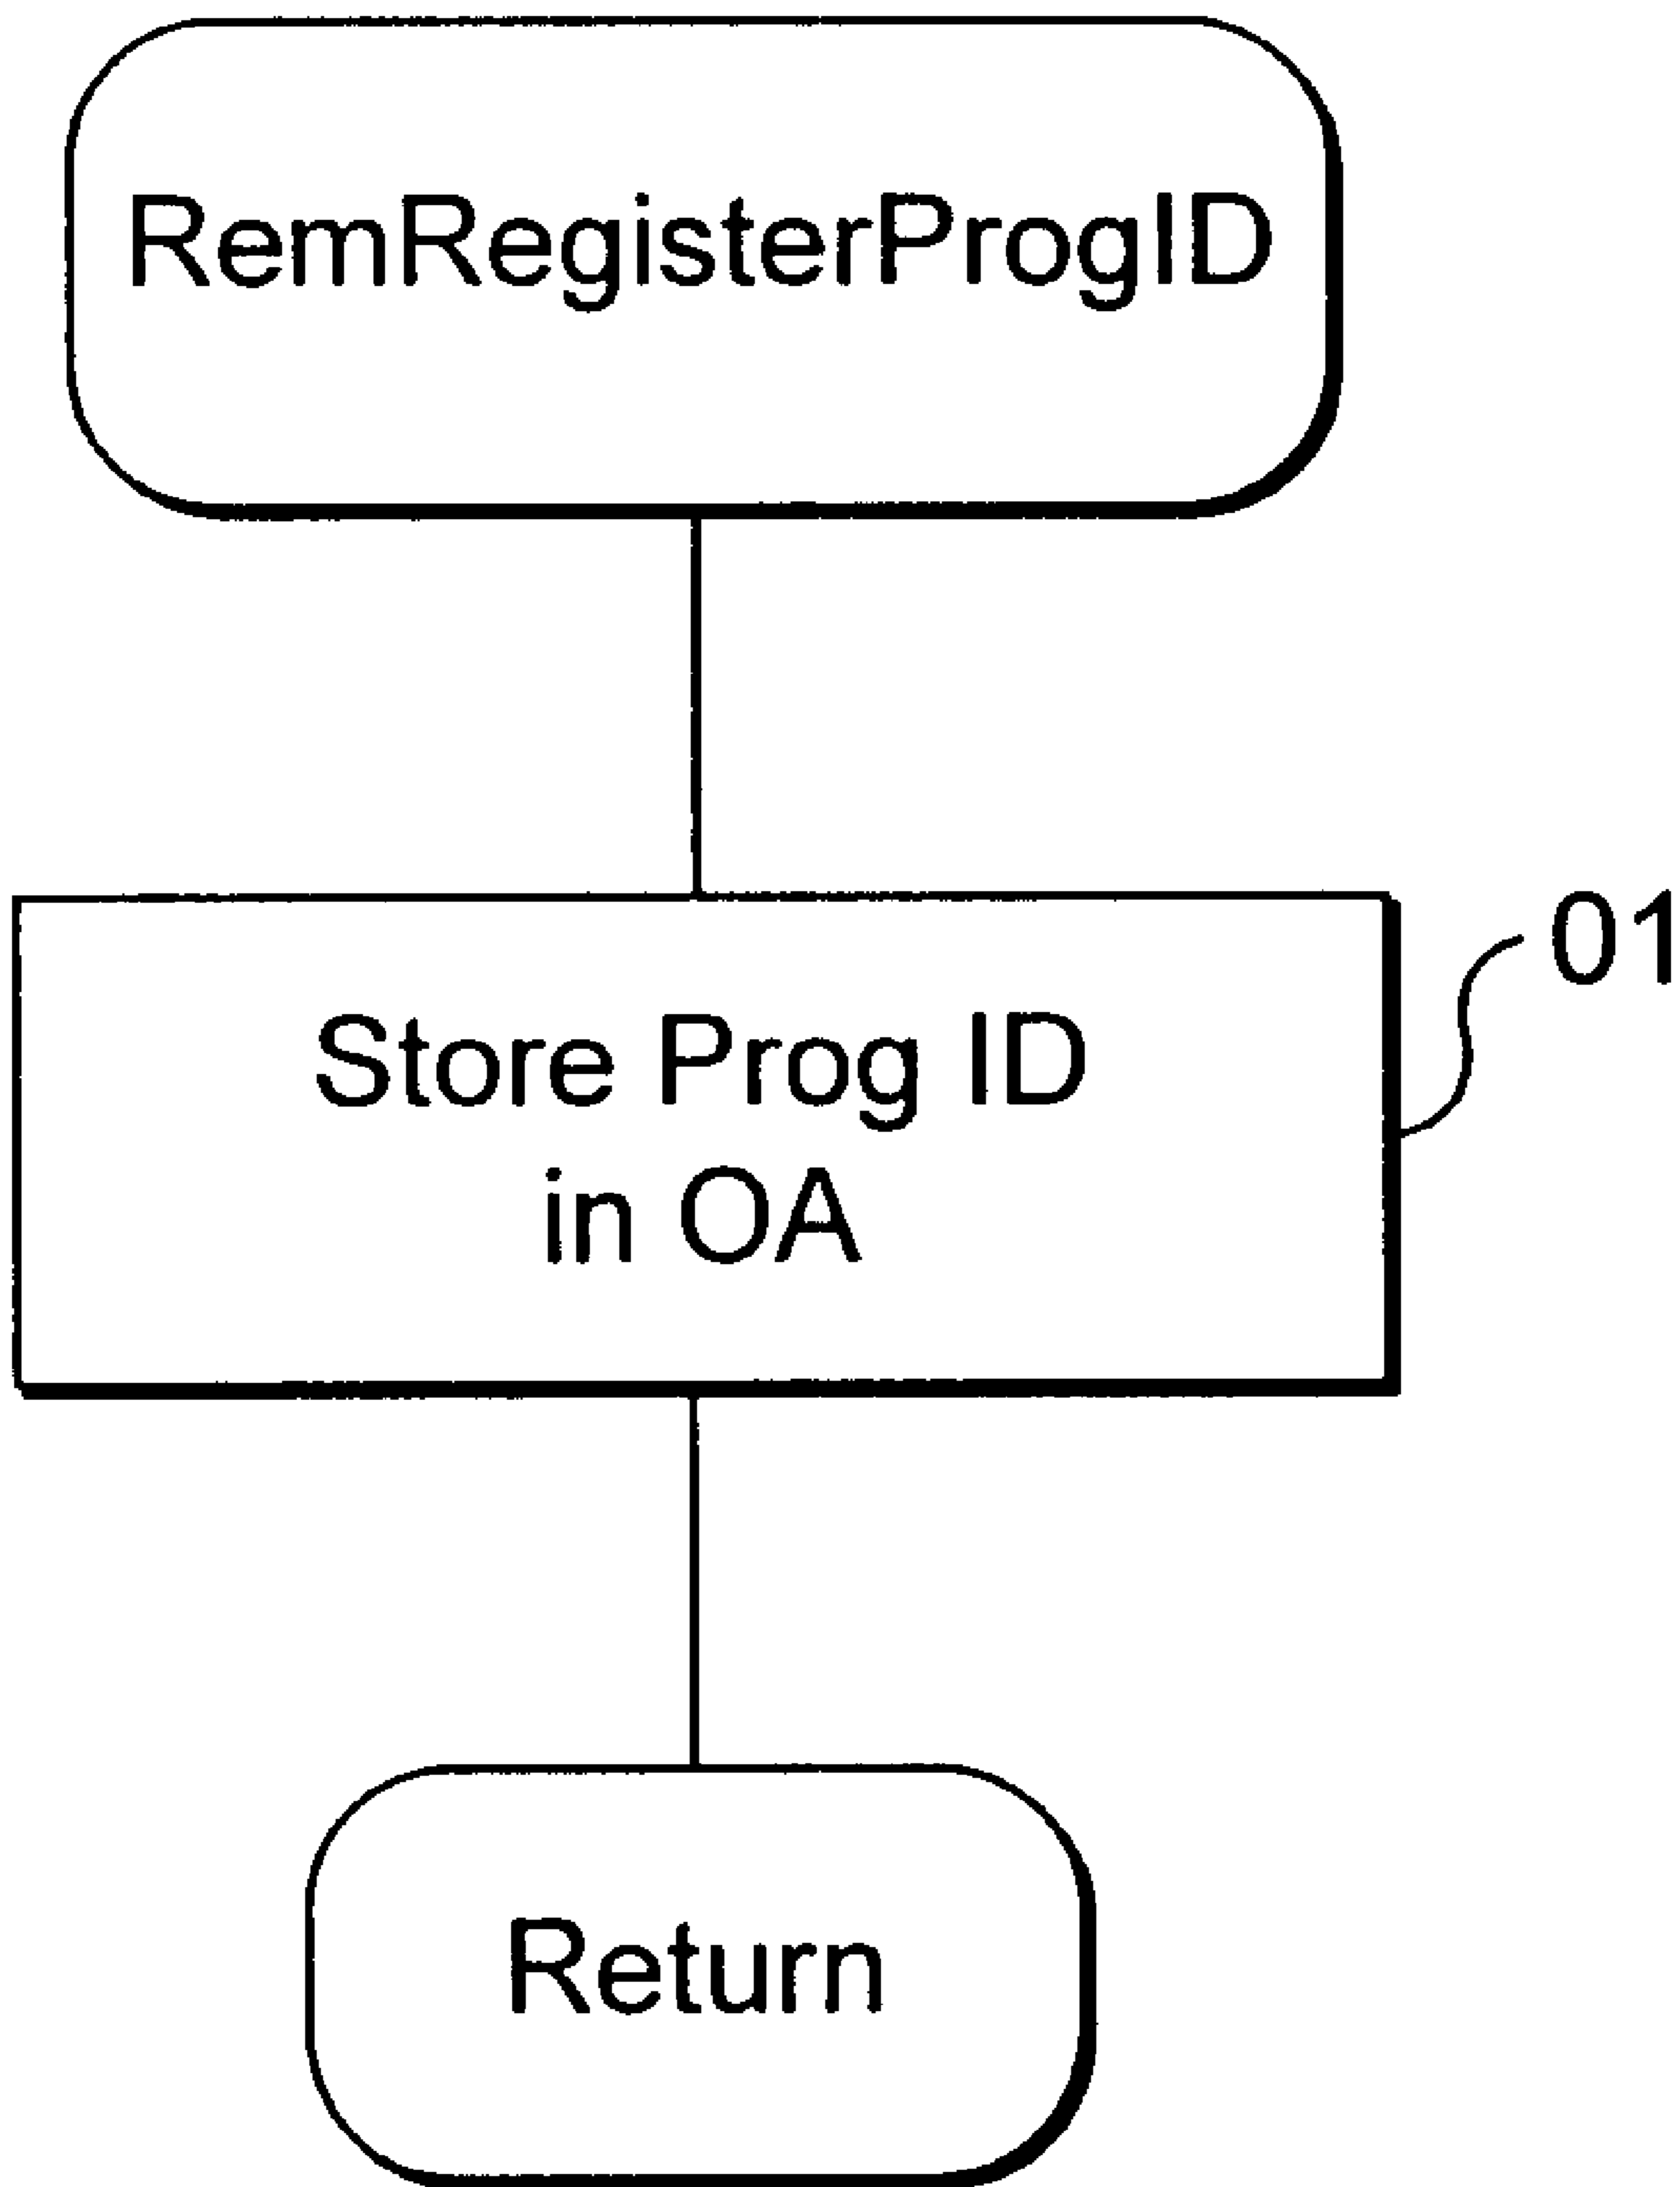 RemRegisterProgID
01
Store Prog ID
in OA
Return